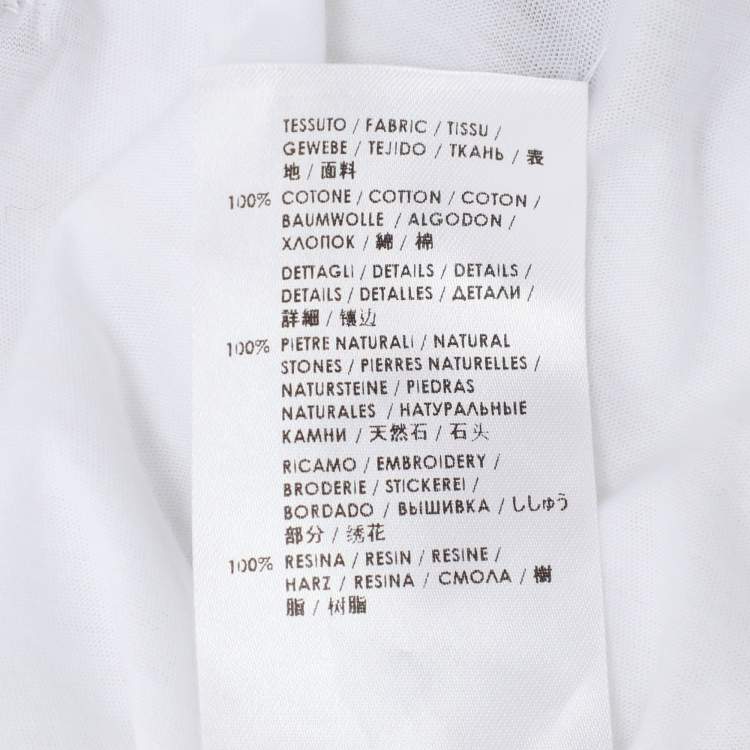 TESSUTO / FABRIC / TISSU /
GEWEBE / TEJIDO / ТКАНЬ / 表
地 / 面料
100% COTONE / COTTON / COTON /
BAUMWOLLE / ALGODON /
ХЛОПОК / 綿 / 棉
DETTAGLI / DETAILS / DETAILS /
DETAILS / DETALLES / ДЕТАЛИ /
詳細 / 镶边
100% PIETRE NATURALI / NATURAL
STONES / PIERRES NATURELLES /
NATURSTEINE / PIEDRAS
NATURALES / НАТУРАЛЬНЫЕ
КАМНИ / 天然石 / 石头
RICAMO / EMBROIDERY /
BRODERIE / STICKEREI /
BORDADO / ВЫШИВКА / ししゅう
部分 / 绣花
100% RESINA / RESIN / RESINE /
HARZ / RESINA / СМОЛА / 樹
脂 / 树脂